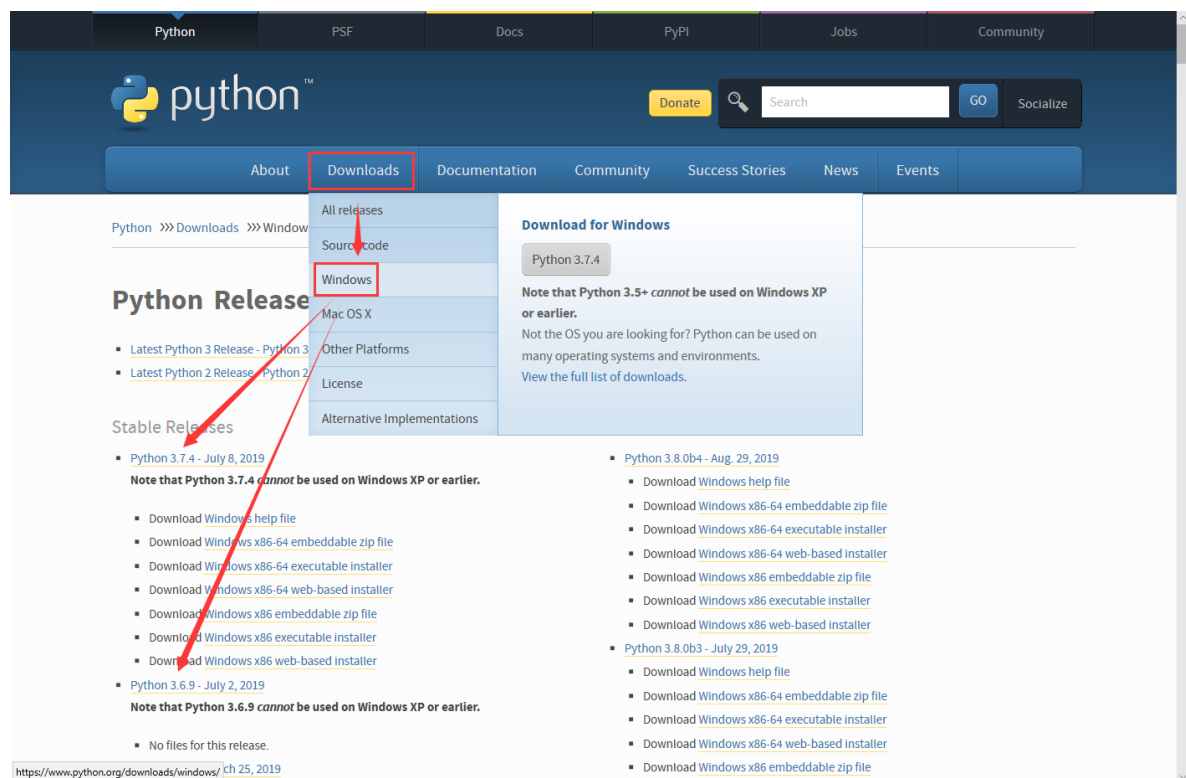 Python PSF Docs PyPI Jobs Community
python™
Donate Search GO Socialize
About Downloads Documentation Community Success Stories News Events
Python >>> Downloads >>> Window
All releases
Source code
Windows
Mac OS X
Other Platforms
License
Alternative Implementations
Download for Windows
Python 3.7.4
Note that Python 3.5+ cannot be used on Windows XP
or earlier.
Not the OS you are looking for? Python can be used on
many operating systems and environments.
View the full list of downloads.
Python Release
Latest Python 3 Release - Python 3
Latest Python 2 Release - Python 2
Stable Releases
Python 3.7.4 - July 8, 2019
Note that Python 3.7.4 cannot be used on Windows XP or earlier.
Download Windows help file
Download Windows x86-64 embeddable zip file
Download Windows x86-64 executable installer
Download Windows x86-64 web-based installer
Download Windows x86 embeddable zip file
Download Windows x86 executable installer
Download Windows x86 web-based installer
Python 3.6.9 - July 2, 2019
Note that Python 3.6.9 cannot be used on Windows XP or earlier.
No files for this release.
ch 25, 2019
Python 3.8.0b4 - Aug. 29, 2019
Download Windows help file
Download Windows x86-64 embeddable zip file
Download Windows x86-64 executable installer
Download Windows x86-64 web-based installer
Download Windows x86 embeddable zip file
Download Windows x86 executable installer
Download Windows x86 web-based installer
Python 3.8.0b3 - July 29, 2019
Download Windows help file
Download Windows x86-64 embeddable zip file
Download Windows x86-64 executable installer
Download Windows x86-64 web-based installer
Download Windows x86 embeddable zip file
https://www.python.org/downloads/windows/